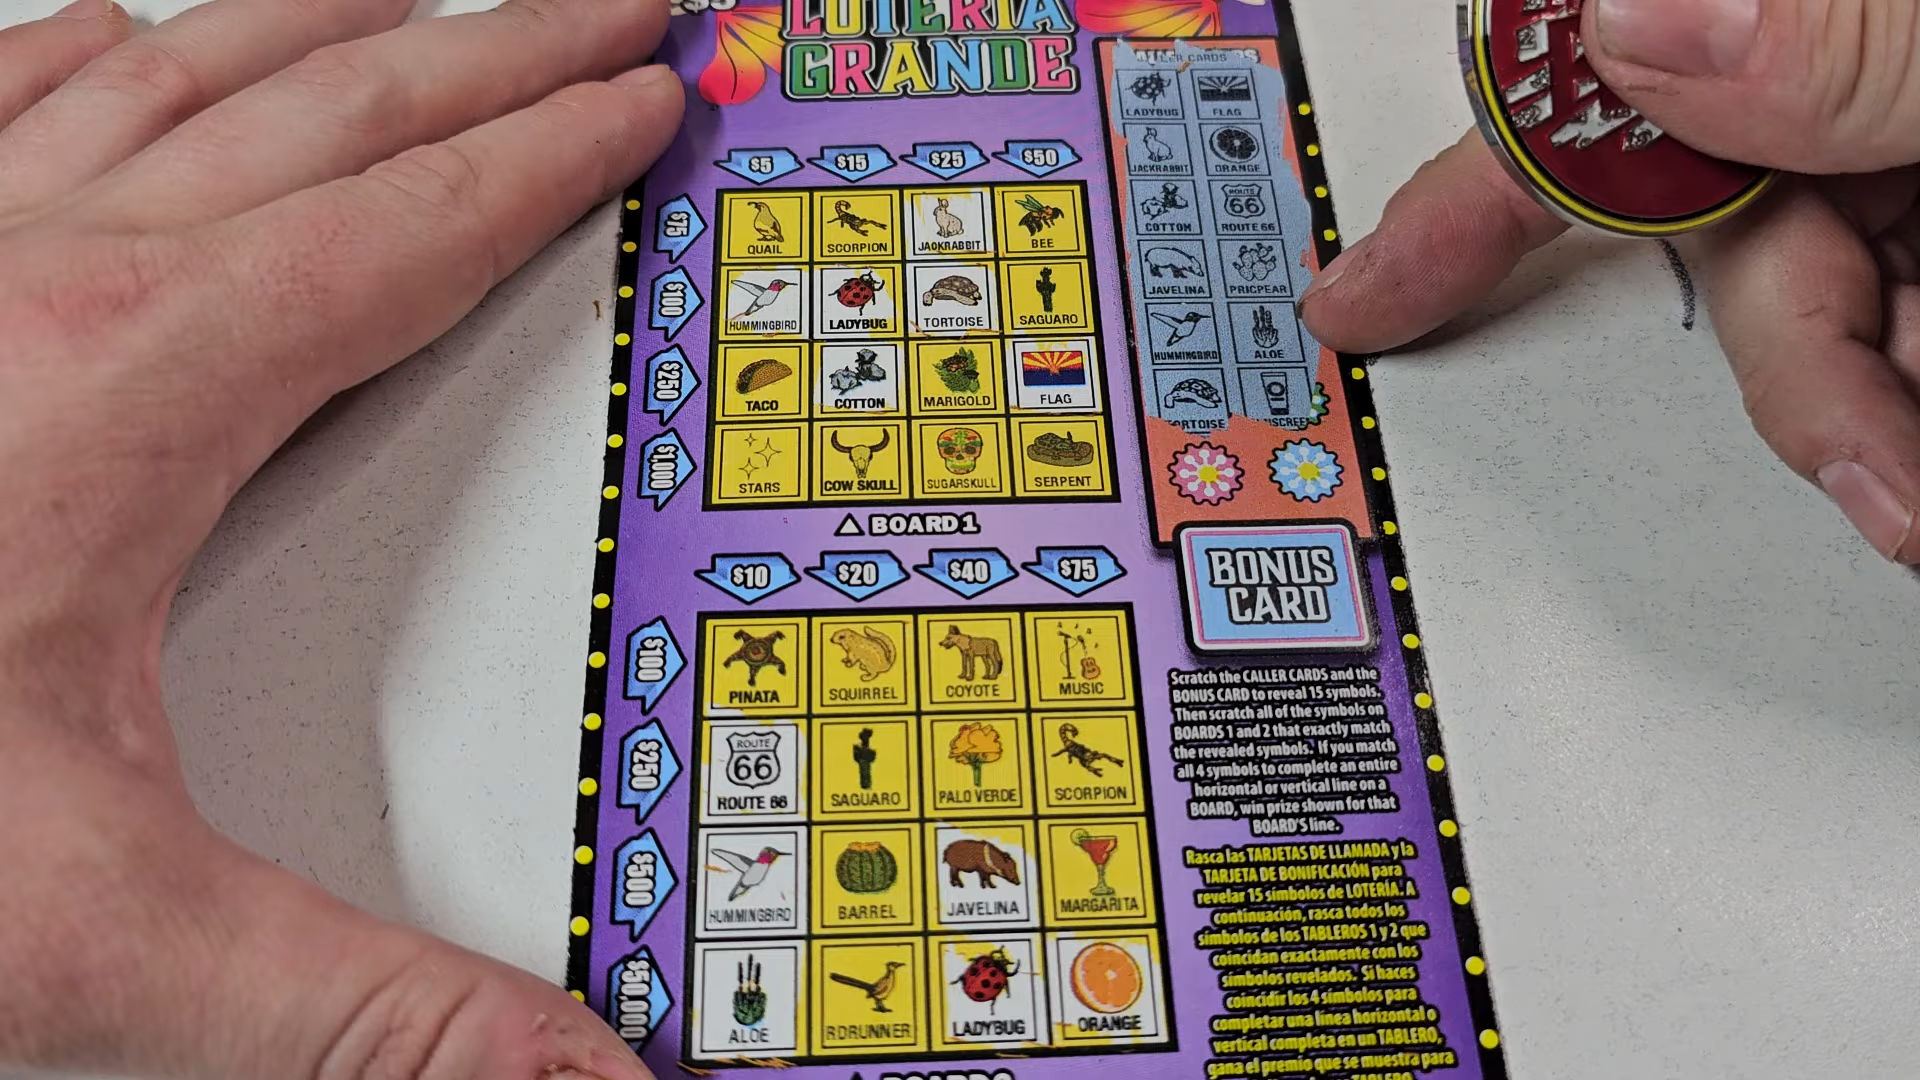 $5
LOTERIA
GRANDE
CALLER CARDS
LADYBUG FLAG
JACKRABBIT ORANGE
COTTON ROUTE 66 ROUTE 66
JAVELINA PRICPEAR
HUMMINGBIRD ALOE
$5 $15 $25 $50
$75 QUAIL SCORPION JACKRABBIT BEE
$100 HUMMINGBIRD LADYBUG TORTOISE SAGUARO
$250 TACO COTTON MARIGOLD FLAG
$1,000 STARS COW SKULL SUGARSKULL SERPENT
BOARD 1
$10 $20 $40 $75
$100 PINATA SQUIRREL COYOTE MUSIC
$250 ROUTE 66 ROUTE 66 SAGUARO PALO VERDE SCORPION
$500 HUMMINGBIRD BARREL JAVELINA MARGARITA
ALOE RDRUNNER LADYBUG ORANGE
BONUS
CARD
Scratch the CALLER CARDS and the
BONUS CARD to reveal 15 symbols.
Then scratch all of the symbols on
BOARDS 1 and 2 that exactly match
the revealed symbols. If you match
all 4 symbols to complete an entire
horizontal or vertical line on a
BOARD, win prize shown for that
BOARD'S line.
Rasca las TARJETAS DE LLAMADA y la
TARJETA DE BONIFICACIÓN para
revelar 15 símbolos de LOTERÍA. A
continuación, rasca todos los
símbolos de los TABLEROS 1 y 2 que
coincidan exactamente con los
símbolos revelados. Si haces
coincidir los 4 símbolos para
completar una línea horizontal o
vertical completa en un TABLERO,
gana el premio que se muestra para